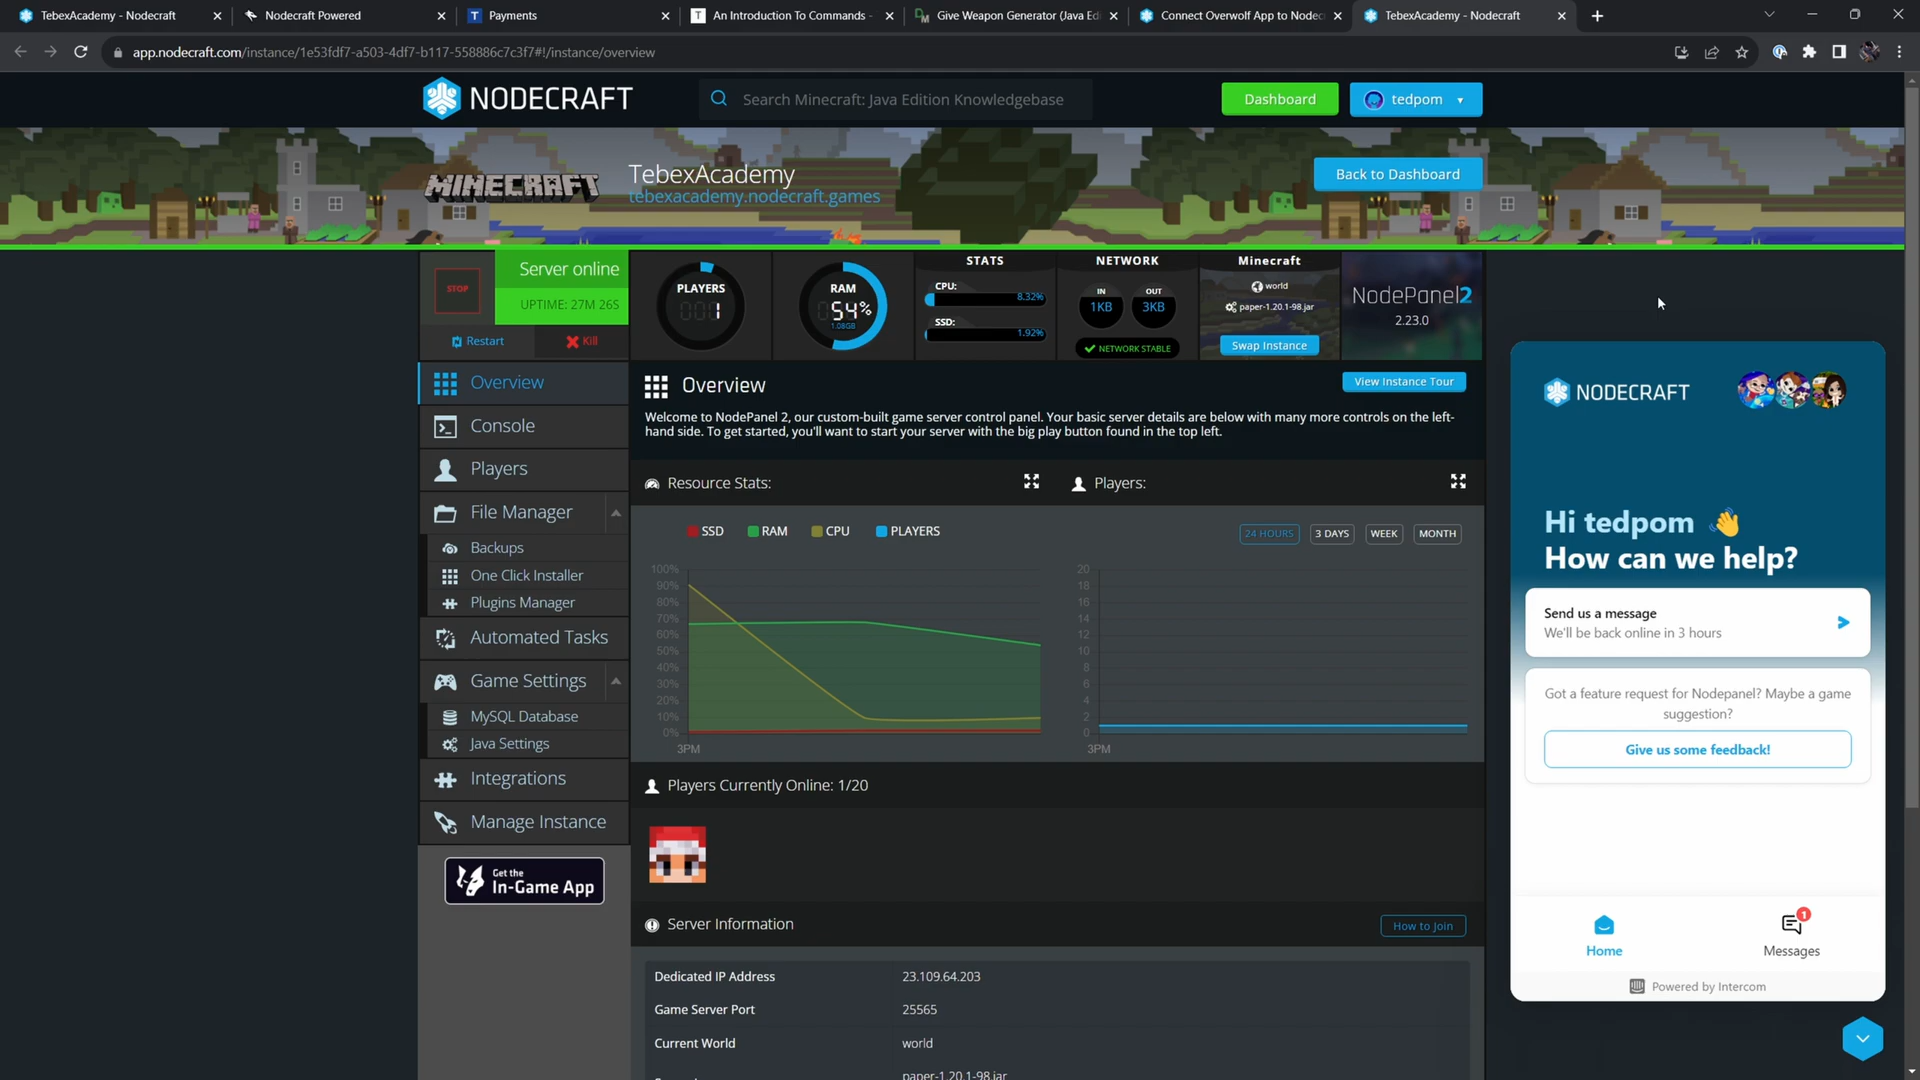 TebexAcademy - Nodecraft
Nodecraft Powered
Payments
An Introduction To Commands -
Give Weapon Generator (Java Edi
Connect Overwolf App to Nodec
TebexAcademy - Nodecraft
app.nodecraft.com/instance/1e53fdf7-a503-4df7-b117-558886c7c3f7#!/instance/overview
NODECRAFT
Search Minecraft: Java Edition Knowledgebase
Dashboard
tedpom
MINECRAFT
TebexAcademy
tebexacademy.nodecraft.games
Back to Dashboard
STOP
Server online
UPTIME: 27M 26S
Restart
Kill
PLAYERS
1
RAM
54%
1.08GB
STATS
CPU:
8.32%
SSD:
1.92%
NETWORK
IN
1KB
OUT
3KB
NETWORK STABLE
Minecraft
world
paper-1.20.1-98.jar
Swap Instance
NodePanel2
2.23.0
Overview
Console
Players
File Manager
Backups
One Click Installer
Plugins Manager
Automated Tasks
Game Settings
MySQL Database
Java Settings
Integrations
Manage Instance
Get the
In-Game App
Overview
View Instance Tour
Welcome to NodePanel 2, our custom-built game server control panel. Your basic server details are below with many more controls on the left-
hand side. To get started, you'll want to start your server with the big play button found in the top left.
Resource Stats:
SSD
RAM
CPU
PLAYERS
100%
90%
80%
70%
60%
50%
40%
30%
20%
10%
0%
3PM
Players:
24 HOURS
3 DAYS
WEEK
MONTH
20
18
16
14
12
10
8
6
4
2
0
3PM
Players Currently Online: 1/20
Server Information
How to Join
Dedicated IP Address
23.109.64.203
Game Server Port
25565
Current World
world
paper-1.20.1-98.jar
NODECRAFT
Hi tedpom 👋
How can we help?
Send us a message
We'll be back online in 3 hours
Got a feature request for Nodepanel? Maybe a game
suggestion?
Give us some feedback!
Home
1
Messages
Powered by Intercom